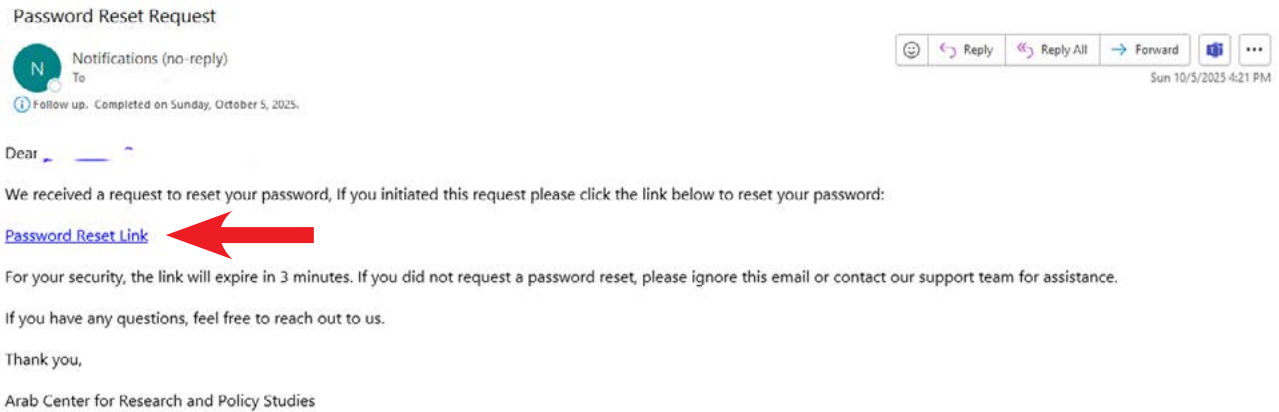 Password Reset Request
N
Notifications (no-reply)
To
Reply
Reply All
Forward
Sun 10/5/2025 4:21 PM
Follow up. Completed on Sunday, October 5, 2025.
Dear
We received a request to reset your password, If you initiated this request please click the link below to reset your password:
Password Reset Link
For your security, the link will expire in 3 minutes. If you did not request a password reset, please ignore this email or contact our support team for assistance.
If you have any questions, feel free to reach out to us.
Thank you,
Arab Center for Research and Policy Studies